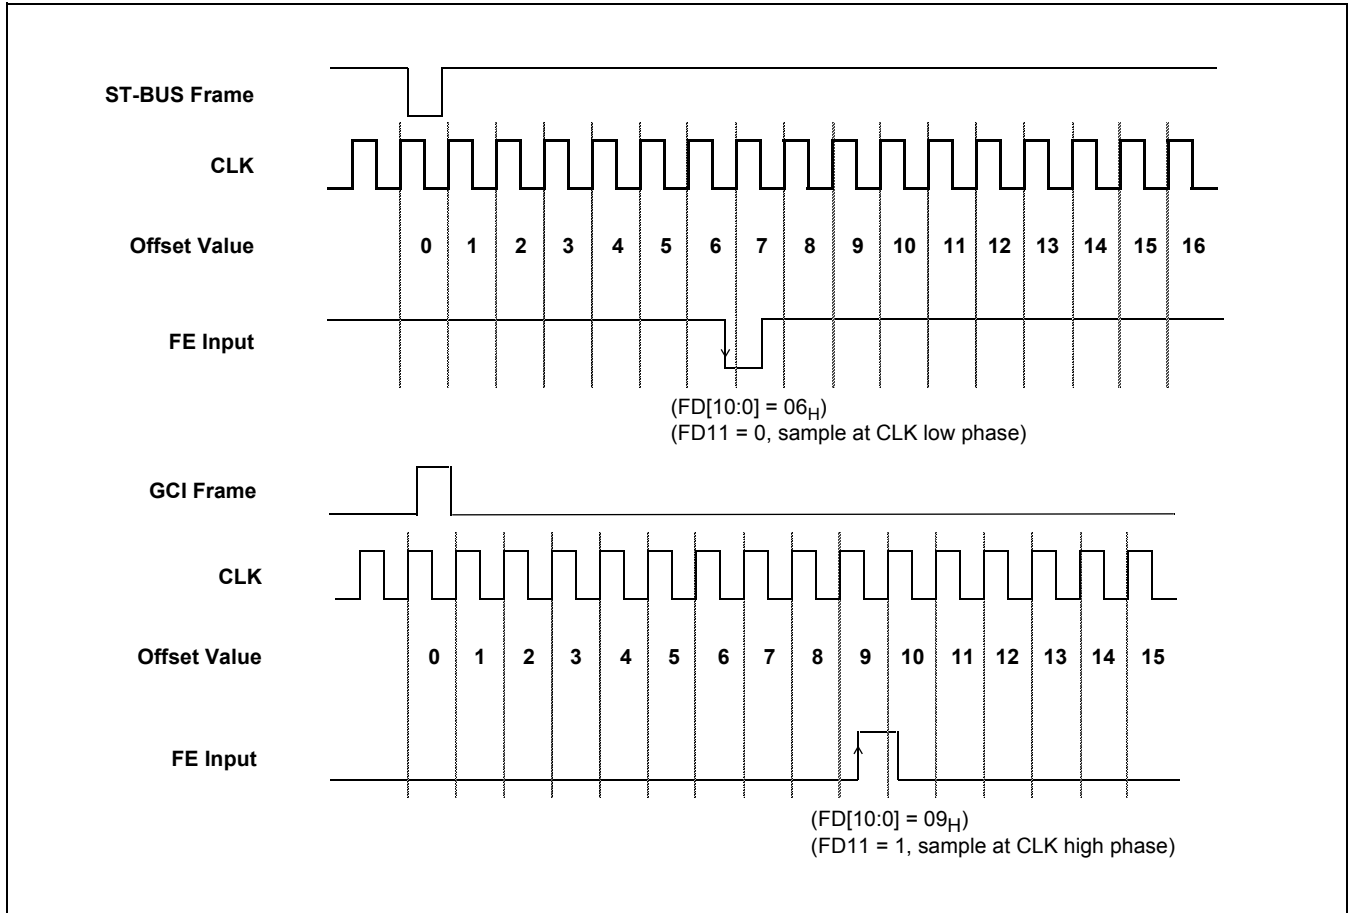 ST-BUS Frame
CLK
Offset Value 0 1 2 3 4 5 6 7 8 9 10 11 12 13 14 15 16
FE Input
(FD[10:0] = 06H)
(FD11 = 0, sample at CLK low phase)
GCI Frame
CLK
Offset Value 0 1 2 3 4 5 6 7 8 9 10 11 12 13 14 15
FE Input
(FD[10:0] = 09H)
(FD11 = 1, sample at CLK high phase)